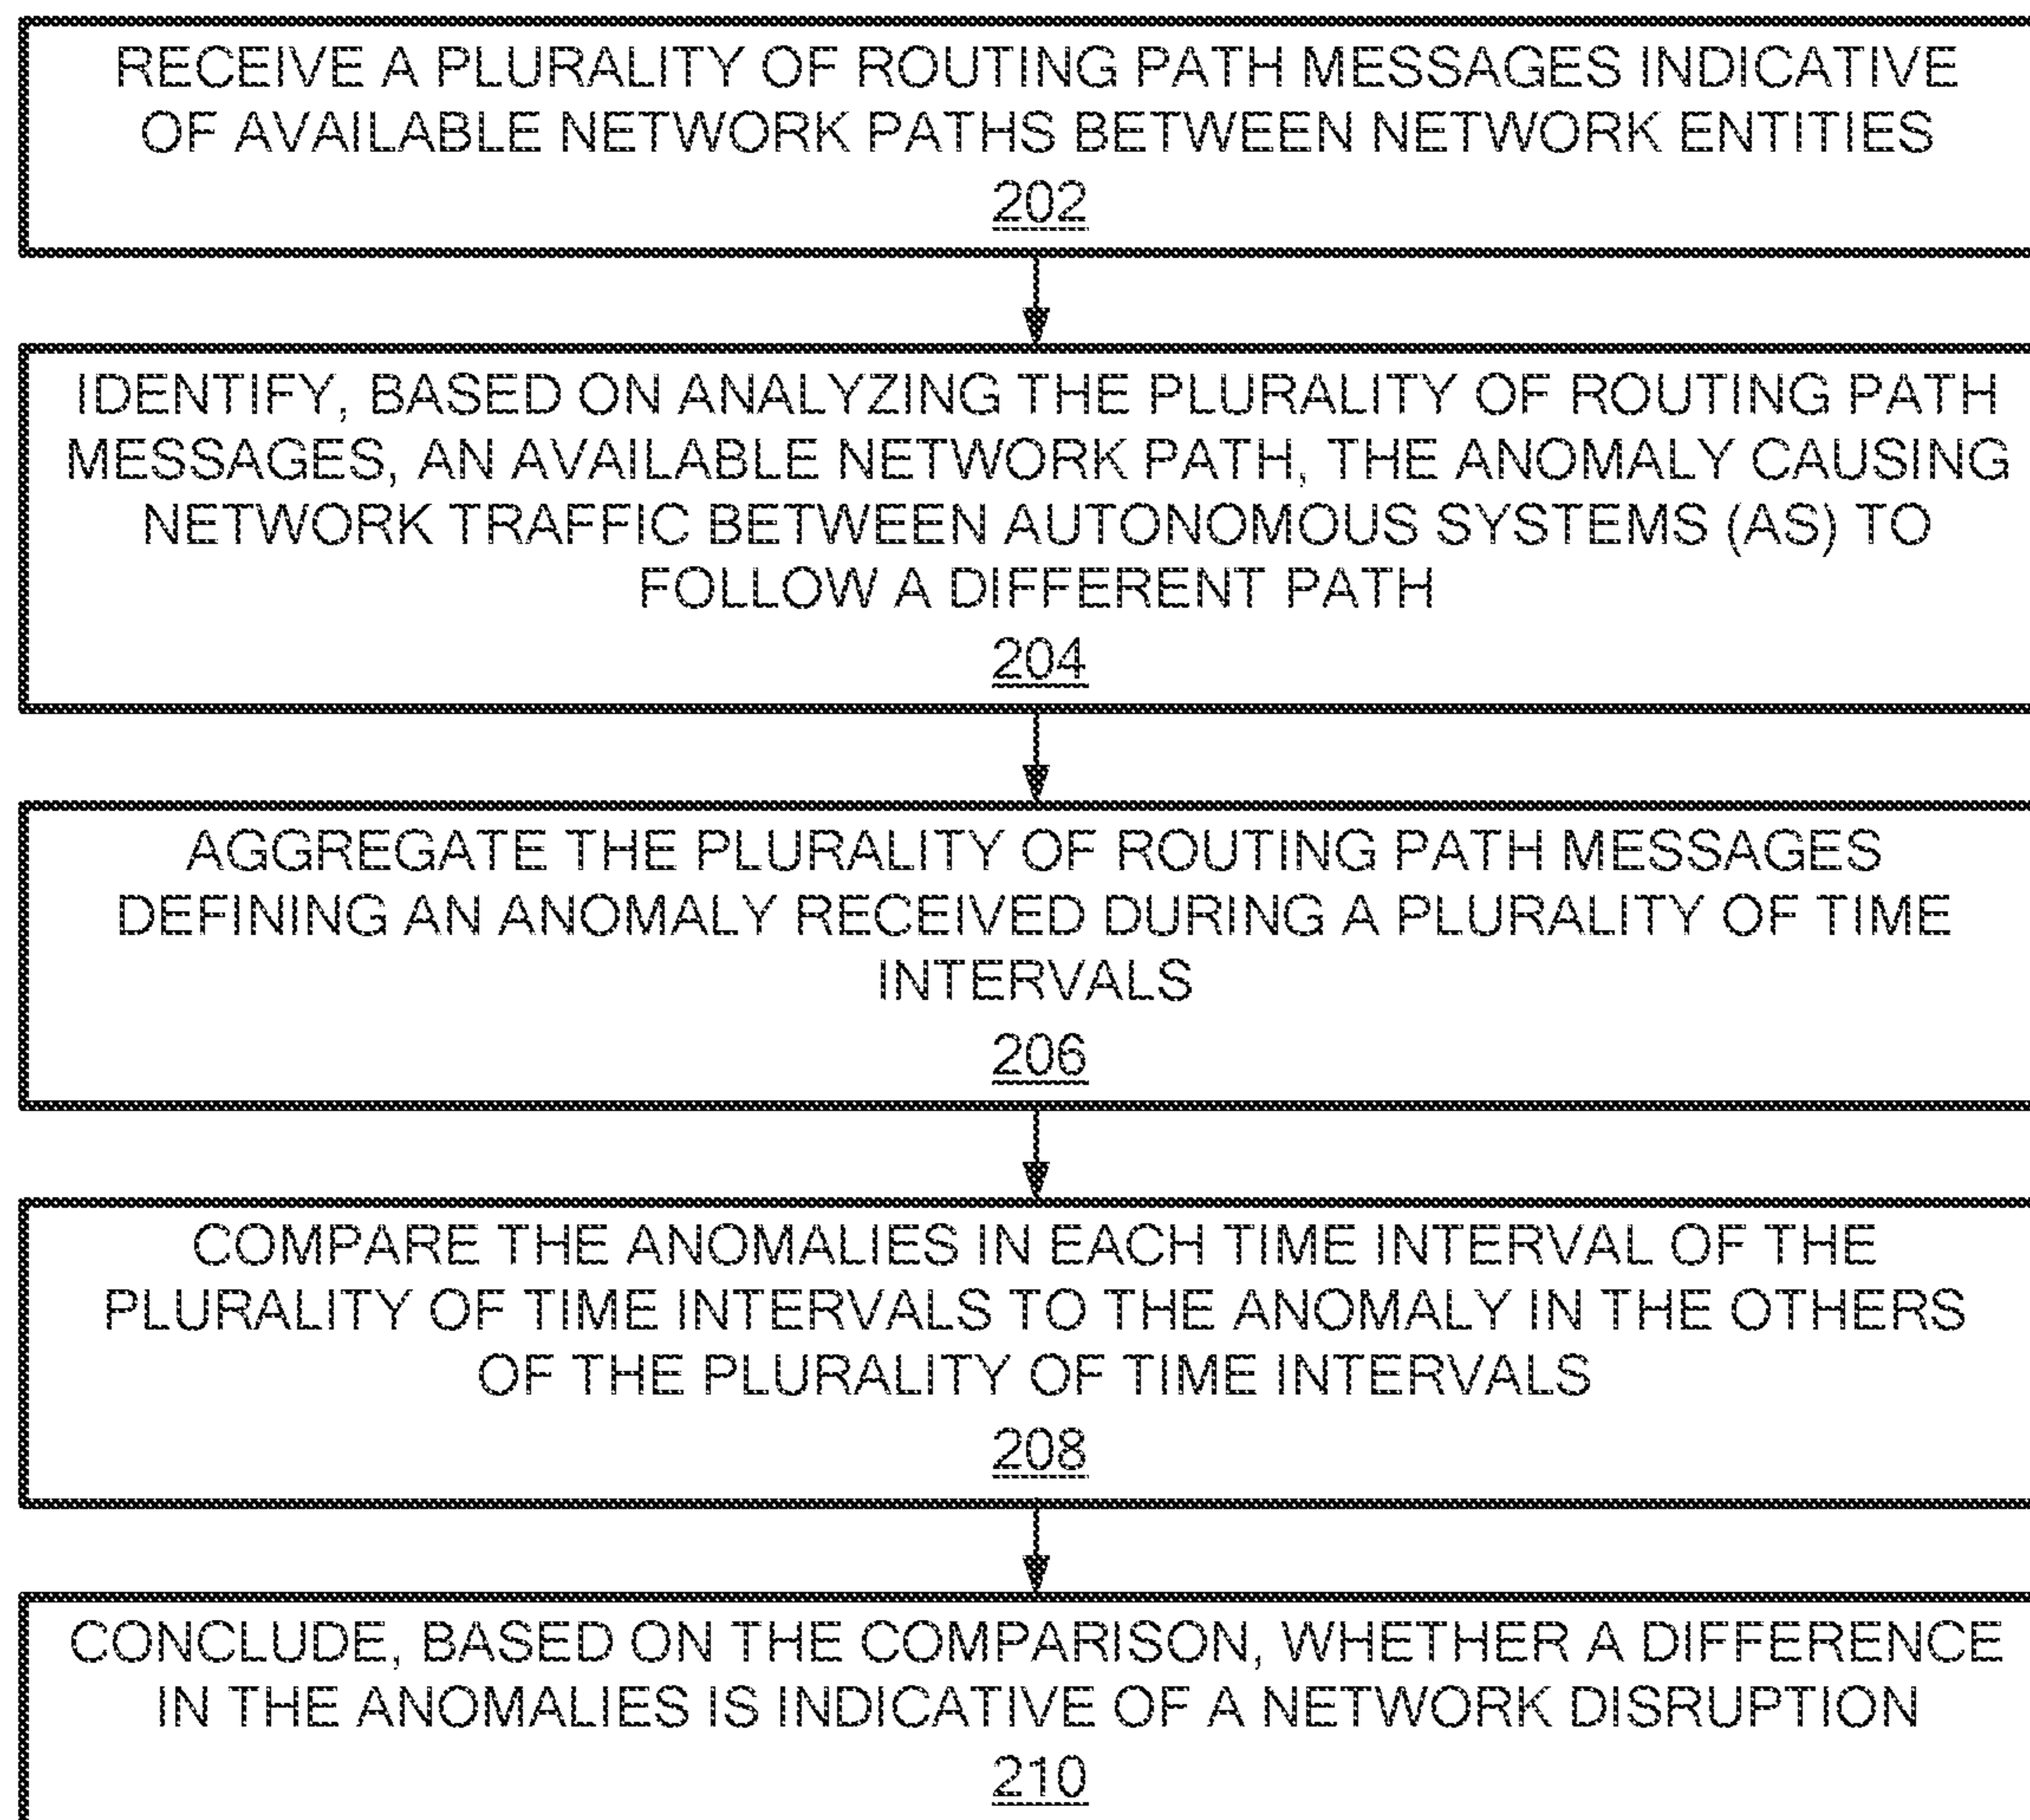 RECEIVE A PLURALITY OF ROUTING PATH MESSAGES INDICATIVE
OF AVAILABLE NETWORK PATHS BETWEEN NETWORK ENTITIES
202
IDENTIFY, BASED ON ANALYZING THE PLURALITY OF ROUTING PATH
MESSAGES, AN AVAILABLE NETWORK PATH, THE ANOMALY CAUSING
NETWORK TRAFFIC BETWEEN AUTONOMOUS SYSTEMS (AS) TO
FOLLOW A DIFFERENT PATH
204
AGGREGATE THE PLURALITY OF ROUTING PATH MESSAGES
DEFINING AN ANOMALY RECEIVED DURING A PLURALITY OF TIME
INTERVALS
206
COMPARE THE ANOMALIES IN EACH TIME INTERVAL OF THE
PLURALITY OF TIME INTERVALS TO THE ANOMALY IN THE OTHERS
OF THE PLURALITY OF TIME INTERVALS
208
CONCLUDE, BASED ON THE COMPARISON, WHETHER A DIFFERENCE
IN THE ANOMALIES IS INDICATIVE OF A NETWORK DISRUPTION
210